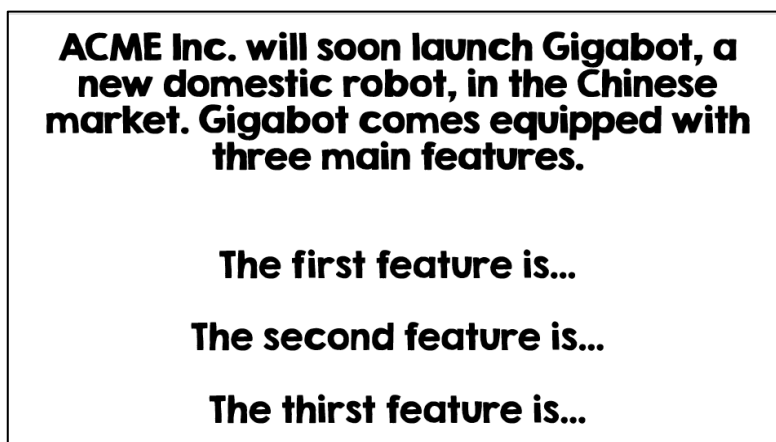 ACME Inc. will soon launch Gigabot, a
new domestic robot, in the Chinese
market. Gigabot comes equipped with
three main features.
The first feature is...
The second feature is...
The thirst feature is...